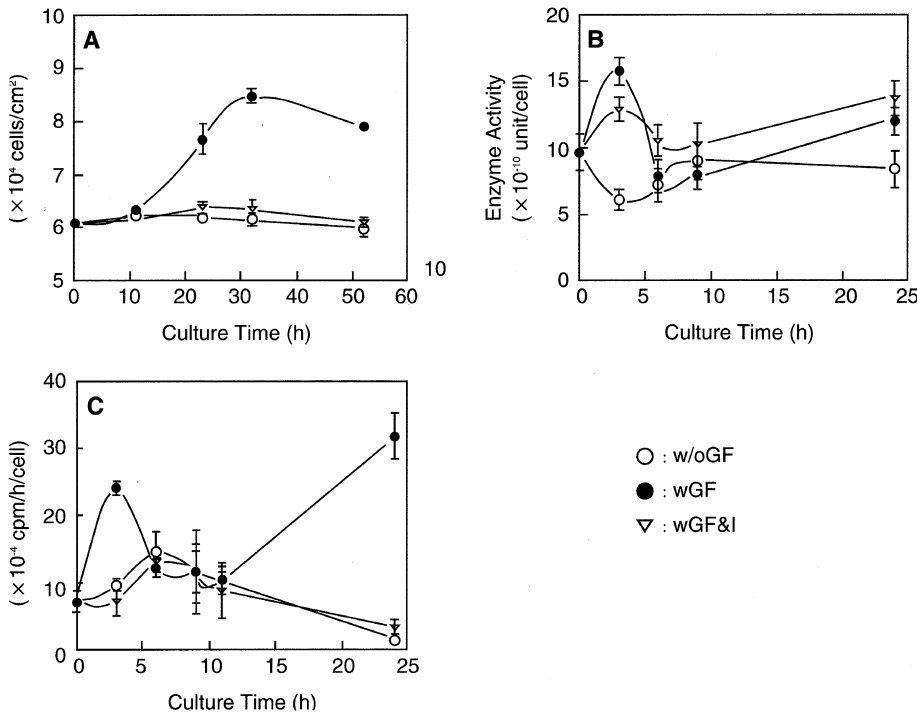 A
10
9
8
7
6
5
(×10⁴ cells/cm²)
0 10 20 30 40 50 60
Culture Time (h)
10
B
20
15
10
5
0
Enzyme Activity
(×10⁻¹⁰ unit/cell)
0 5 10 15 20 25
Culture Time (h)
C
40
30
20
10
0
(×10⁻⁴ cpm/h/cell)
0 5 10 15 20 25
Culture Time (h)
: w/oGF
: wGF
: wGF&I